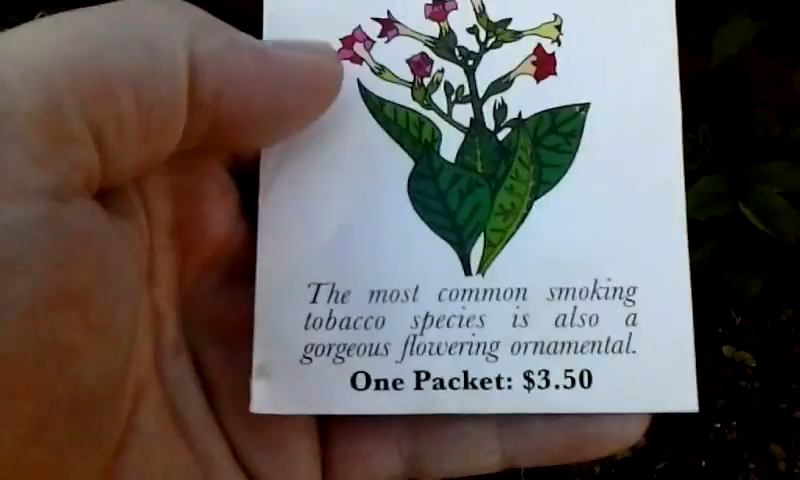 The most common smoking
tobacco species is also a
gorgeous flowering ornamental.
One Packet: $3.50